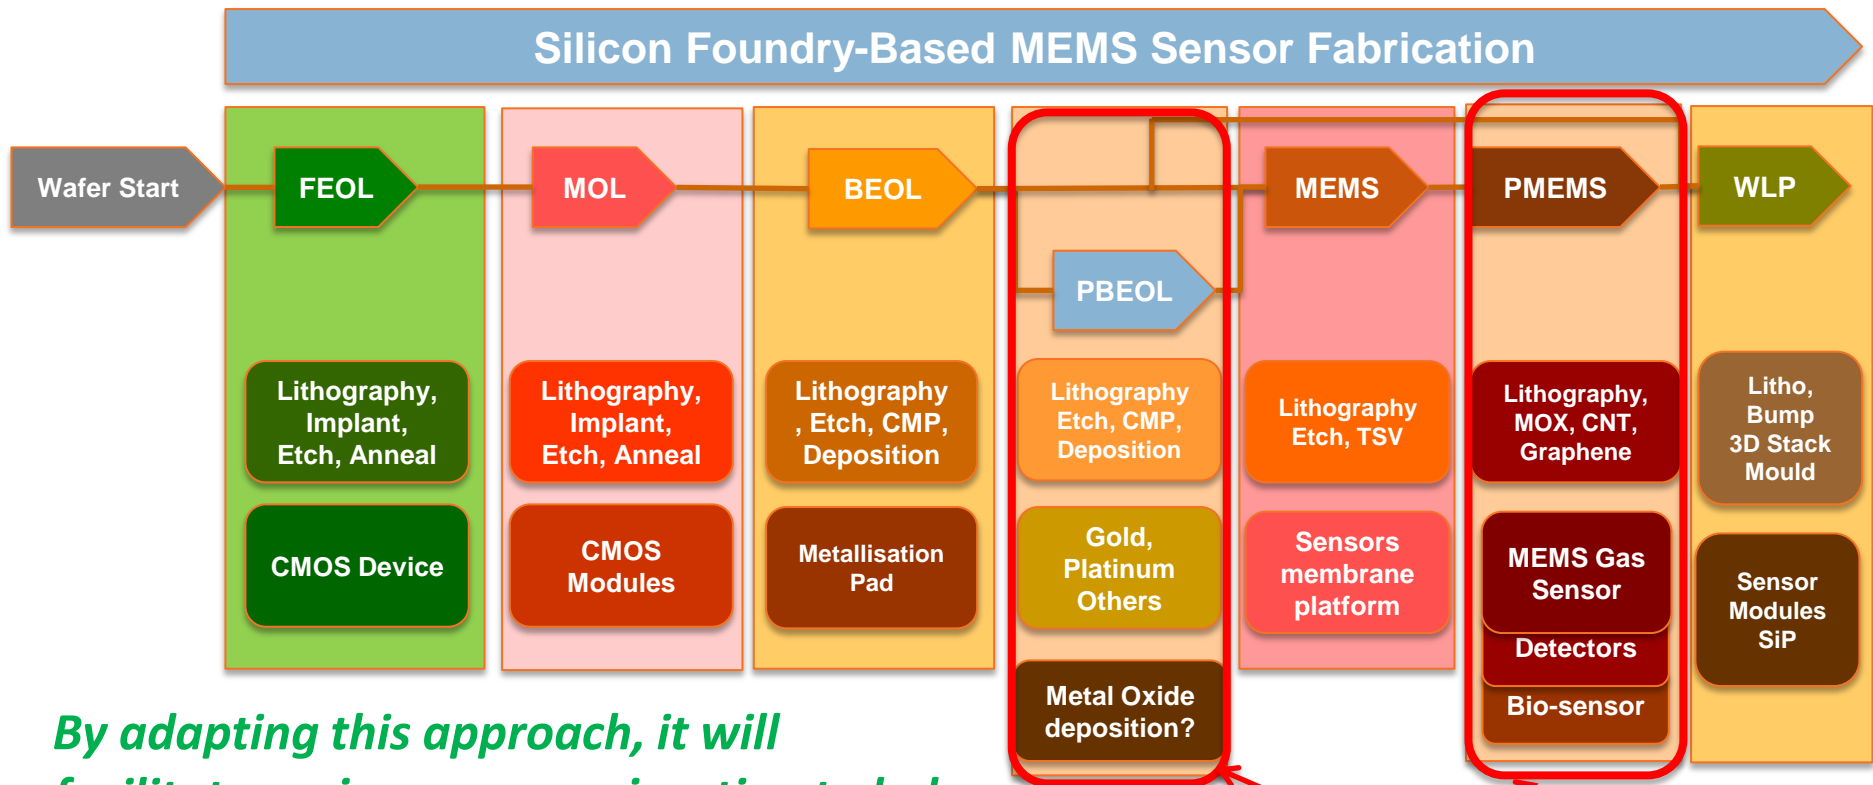 Silicon Foundry-Based MEMS Sensor Fabrication
Wafer Start
FEOL
MOL
BEOL
PBEOL
MEMS
PMEMS
WLP
Lithography,
Implant,
Etch, Anneal
Lithography,
Implant,
Etch, Anneal
Lithography
, Etch, CMP,
Deposition
Lithography
Etch, CMP,
Deposition
Lithography
Etch, TSV
Lithography,
MOX, CNT,
Graphene
Litho,
Bump
3D Stack
Mould
CMOS Device
CMOS
Modules
Metallisation
Pad
Gold,
Platinum
Others
Sensors
membrane
platform
MEMS Gas
Sensor
Detectors
Bio-sensor
Sensor
Modules
SiP
Metal Oxide
deposition?
By adapting this approach, it will